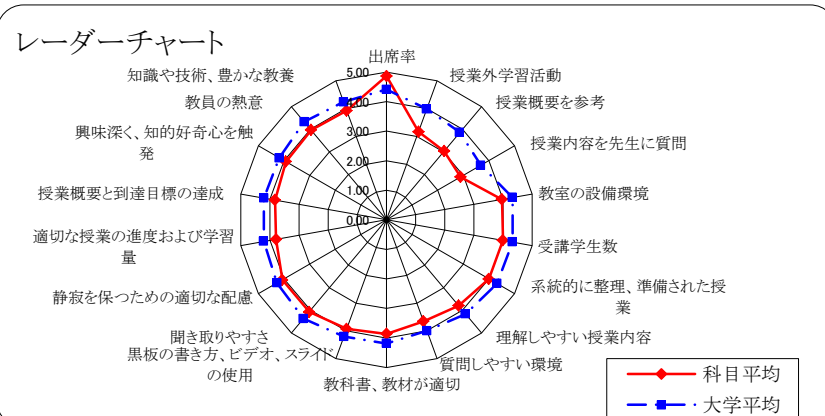 レーダーチャート
出席率
授業外学習活動
授業概要を参考
授業内容を先生に質問
教室の設備環境
受講学生数
系統的に整理、準備された授
業
理解しやすい授業内容
質問しやすい環境
教科書、教材が適切
黒板の書き方、ビデオ、スライド
の使用
聞き取りやすさ
静寂を保つための適切な配慮
適切な授業の進度および学習
量
授業概要と到達目標の達成
興味深く、知的好奇心を触
発
教員の熱意
知識や技術、豊かな教養
5.00
4.00
3.00
2.00
1.00
0.00
科目平均
大学平均